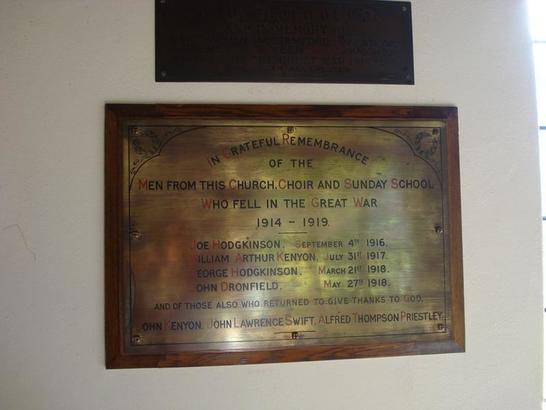 AND IN MEMORY
IN GRATEFUL REMEMBRANCE
OF THE
MEN FROM THIS CHURCH, CHOIR AND SUNDAY SCHOOL
WHO FELL IN THE GREAT WAR
1914 - 1919.
JOE HODGKINSON. SEPTEMBER 4TH 1916.
WILLIAM ARTHUR KENYON. JULY 31ST 1917.
GEORGE HODGKINSON. MARCH 21ST 1918.
JOHN DRONFIELD. MAY 27TH 1918.
AND OF THOSE ALSO WHO RETURNED TO GIVE THANKS TO GOD.
JOHN KENYON. JOHN LAWRENCE SWIFT. ALFRED THOMPSON PRIESTLEY.